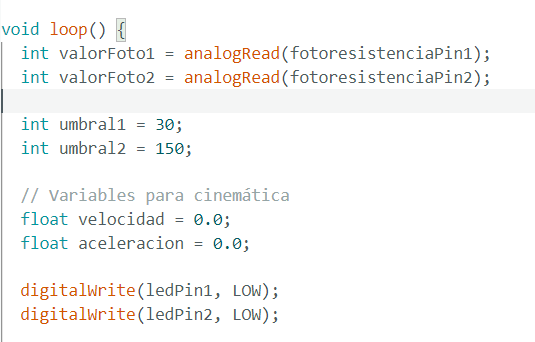 void loop() {
  int valorFoto1 = analogRead(fotoresistenciaPin1);
  int valorFoto2 = analogRead(fotoresistenciaPin2);
  int umbral1 = 30;
  int umbral2 = 150;
  // Variables para cinemática
  float velocidad = 0.0;
  float aceleracion = 0.0;
  digitalWrite(ledPin1, LOW);
  digitalWrite(ledPin2, LOW);